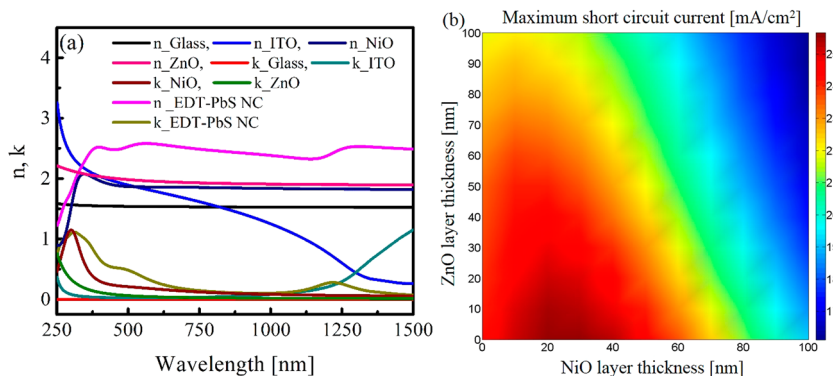 (a)
n_Glass, n_ITO, n_NiO
n_ZnO, k_Glass, k_ITO
k_NiO, k_ZnO
n_EDT-PbS NC
k_EDT-PbS NC
n, k
4
3
2
1
0
250 500 750 1000 1250 1500
Wavelength [nm]
(b) Maximum short circuit current [mA/cm²]
ZnO layer thickness [nm]
100
90
80
70
60
50
40
30
20
10
0
0 20 40 60 80 100
NiO layer thickness [nm]